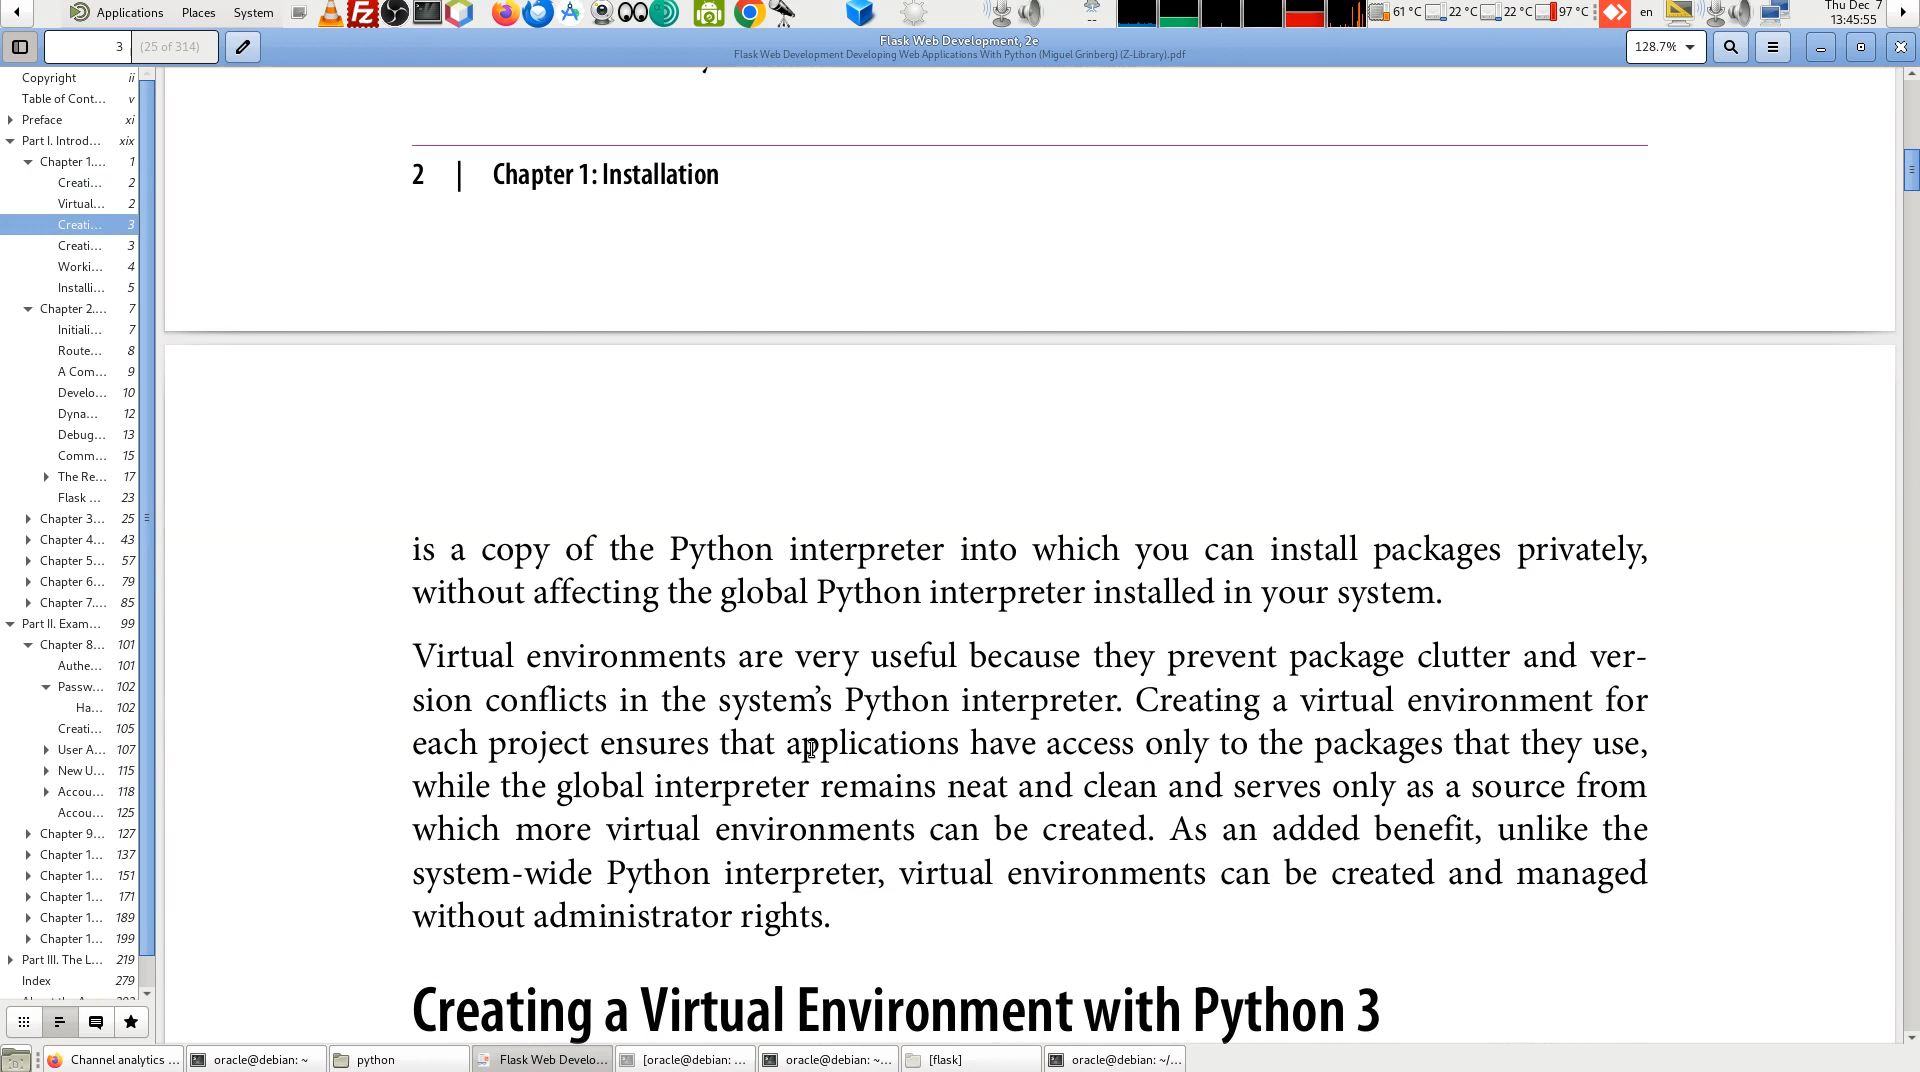 Applications Places System
61 °C 22 °C 22 °C 97 °C en
Thu Dec 7
13:45:55
3 (25 of 314)
Flask Web Development, 2e
Flask Web Development Developing Web Applications With Python (Miguel Grinberg) (Z-Library).pdf
128.7%
Copyright ii
Table of Cont... v
Preface xi
Part I. Introd... xix
Chapter 1.... 1
Creati... 2
Virtual... 2
Creati... 3
Creati... 3
Worki... 4
Installi... 5
Chapter 2.... 7
Initiali... 7
Route... 8
A Com... 9
Develo... 10
Dyna... 12
Debug... 13
Comm... 15
The Re... 17
Flask ... 23
Chapter 3... 25
Chapter 4... 43
Chapter 5... 57
Chapter 6... 79
Chapter 7.... 85
Part II. Exam... 99
Chapter 8... 101
Authe... 101
Passw... 102
Ha... 102
Creati... 105
User A... 107
New U... 115
Accou... 118
Accou... 125
Chapter 9... 127
Chapter 1... 137
Chapter 1... 151
Chapter 1... 171
Chapter 1... 189
Chapter 1... 199
Part III. The L... 219
Index 279
2 | Chapter 1: Installation
is a copy of the Python interpreter into which you can install packages privately,
without affecting the global Python interpreter installed in your system.
Virtual environments are very useful because they prevent package clutter and ver-
sion conflicts in the system’s Python interpreter. Creating a virtual environment for
each project ensures that applications have access only to the packages that they use,
while the global interpreter remains neat and clean and serves only as a source from
which more virtual environments can be created. As an added benefit, unlike the
system-wide Python interpreter, virtual environments can be created and managed
without administrator rights.
Creating a Virtual Environment with Python 3
Channel analytics ... oracle@debian: ~ python Flask Web Develo... [oracle@debian: ... oracle@debian: ~... [flask] oracle@debian: ~/...